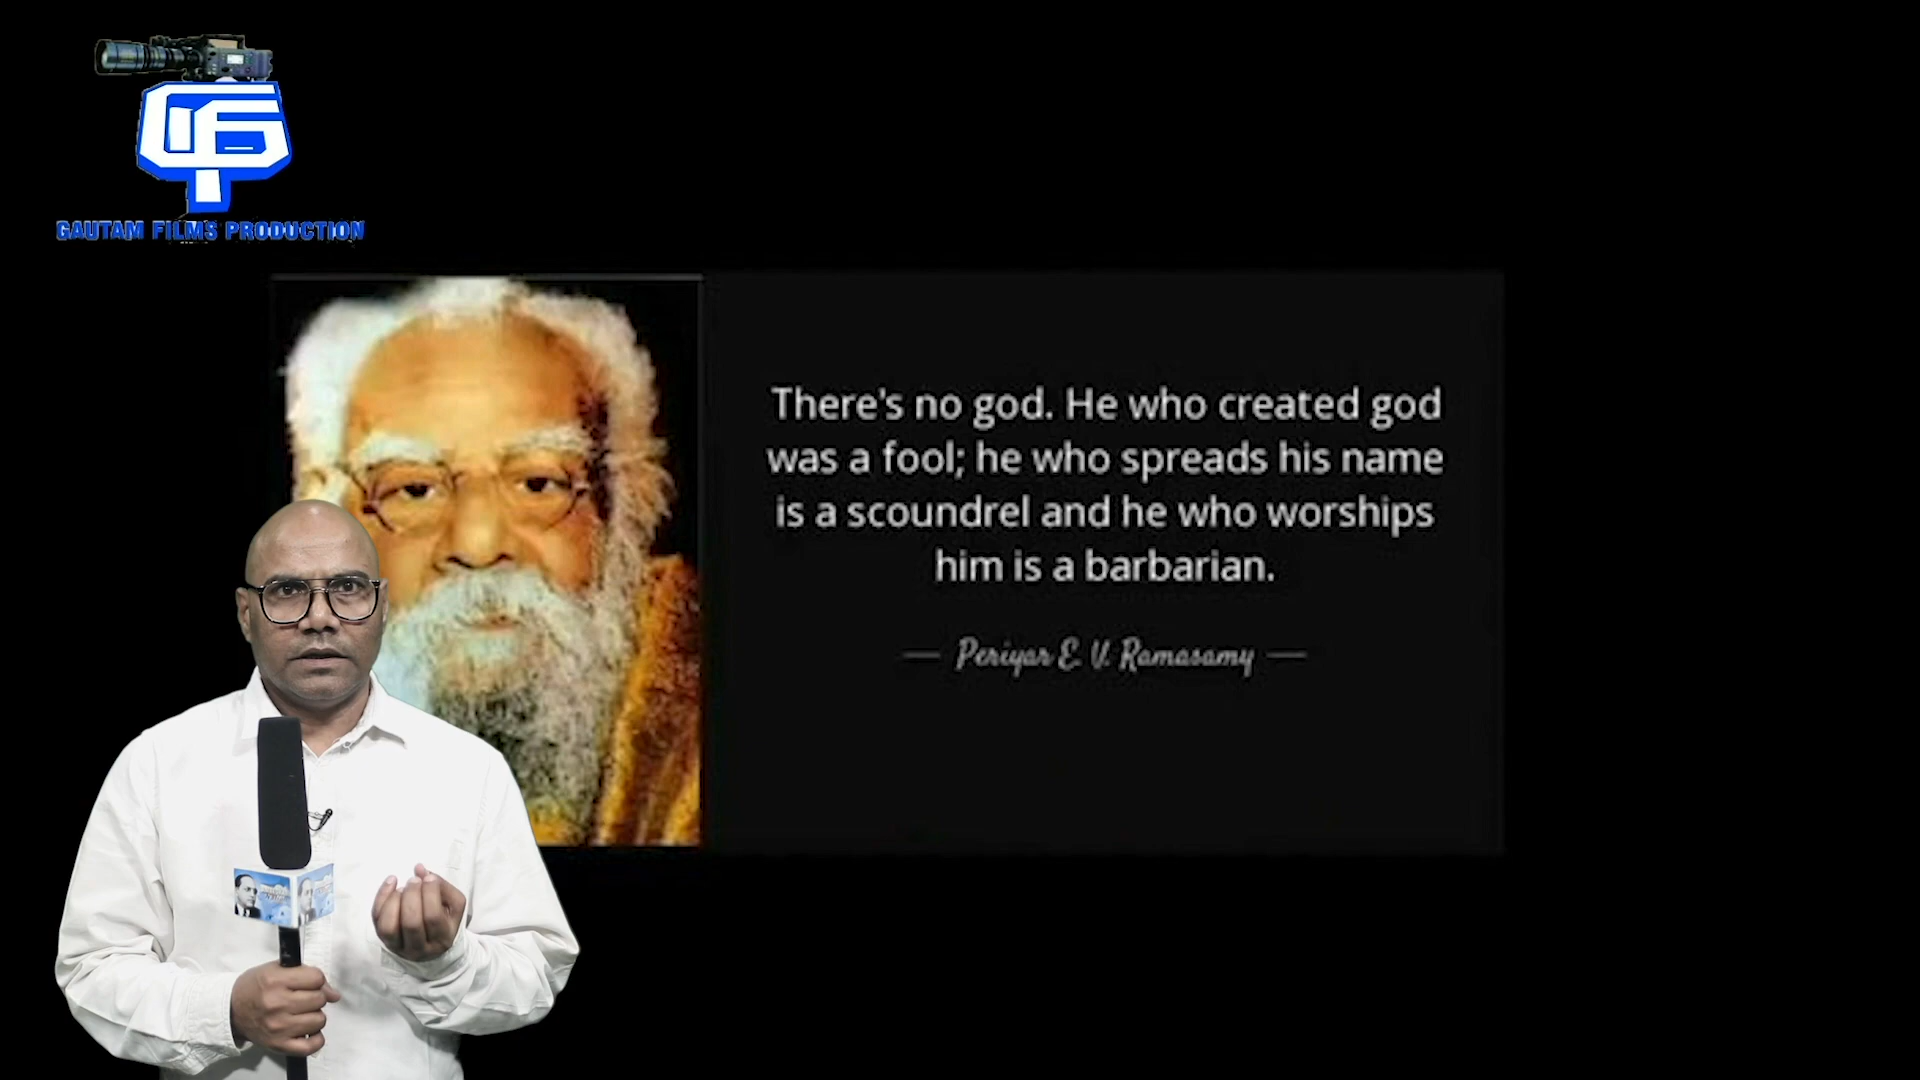 GAUTAM FILMS PRODUCTION
There's no god. He who created god
was a fool; he who spreads his name
is a scoundrel and he who worships
him is a barbarian.
— Periyar E. V. Ramasamy —